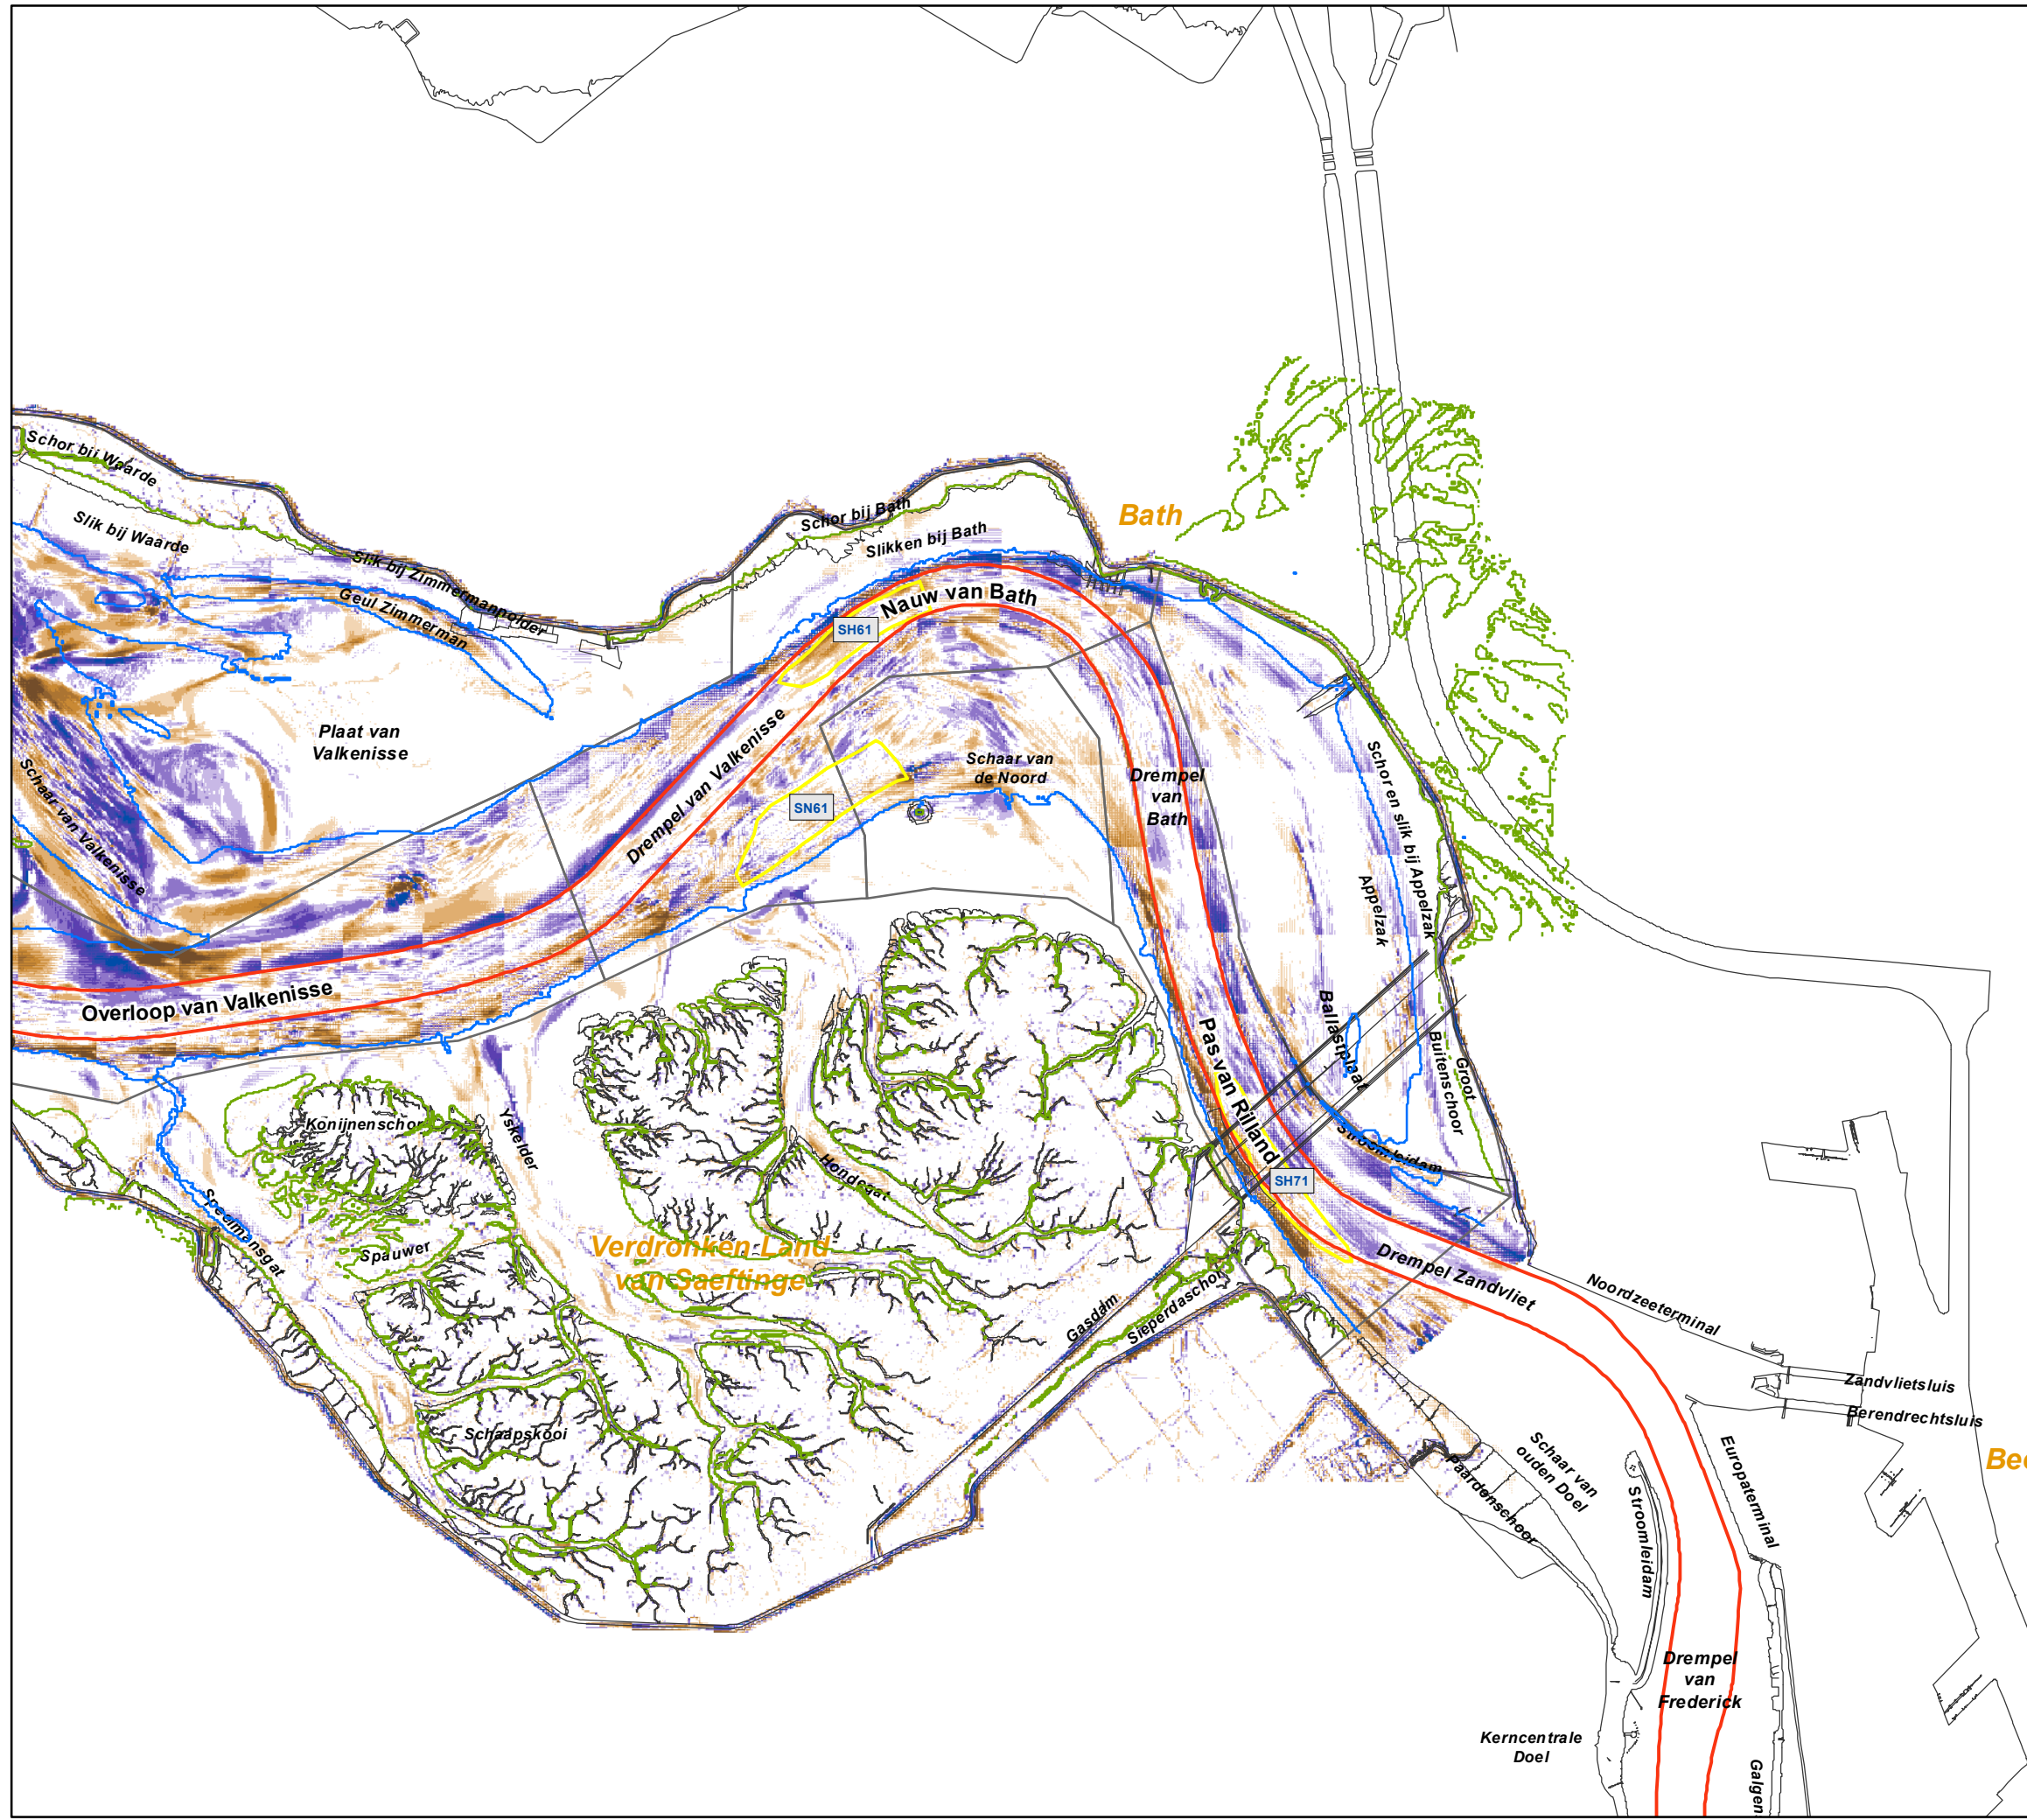 Schor bij Waarde
Slik bij Waarde
Slik bij Zimmermanpolder
Geul Zimmerman
Schor bij Bath
Slikken bij Bath
Bath
Nauw van Bath
SH61
Plaat van
Valkenisse
Schaar van Valkenisse
Drempel van Valkenisse
SN61
Schaar van
de Noord
Drempel
van
Bath
Schor en slik bij Appelzak
Appelzak
Overloop van Valkenisse
Pas van Rilland
Ballastplaat
Groot
Buitenschoor
Stroomleidam
SH71
Konijnenschor
Yskelder
Hondegat
Speelmansgat
Spauwer
Verdronken Land
van Saeftinge
Gasdam
Sieperdaschor
Schaapskooi
Drempel Zandvliet
Noordzeeterminal
Zandvlietsluis
Berendrechtsluis
Schaar van
ouden Doel
Paardenschoor
Stroomleidam
Europaterminal
Bee
Drempel
van
Frederick
Kerncentrale
Doel
Galgen